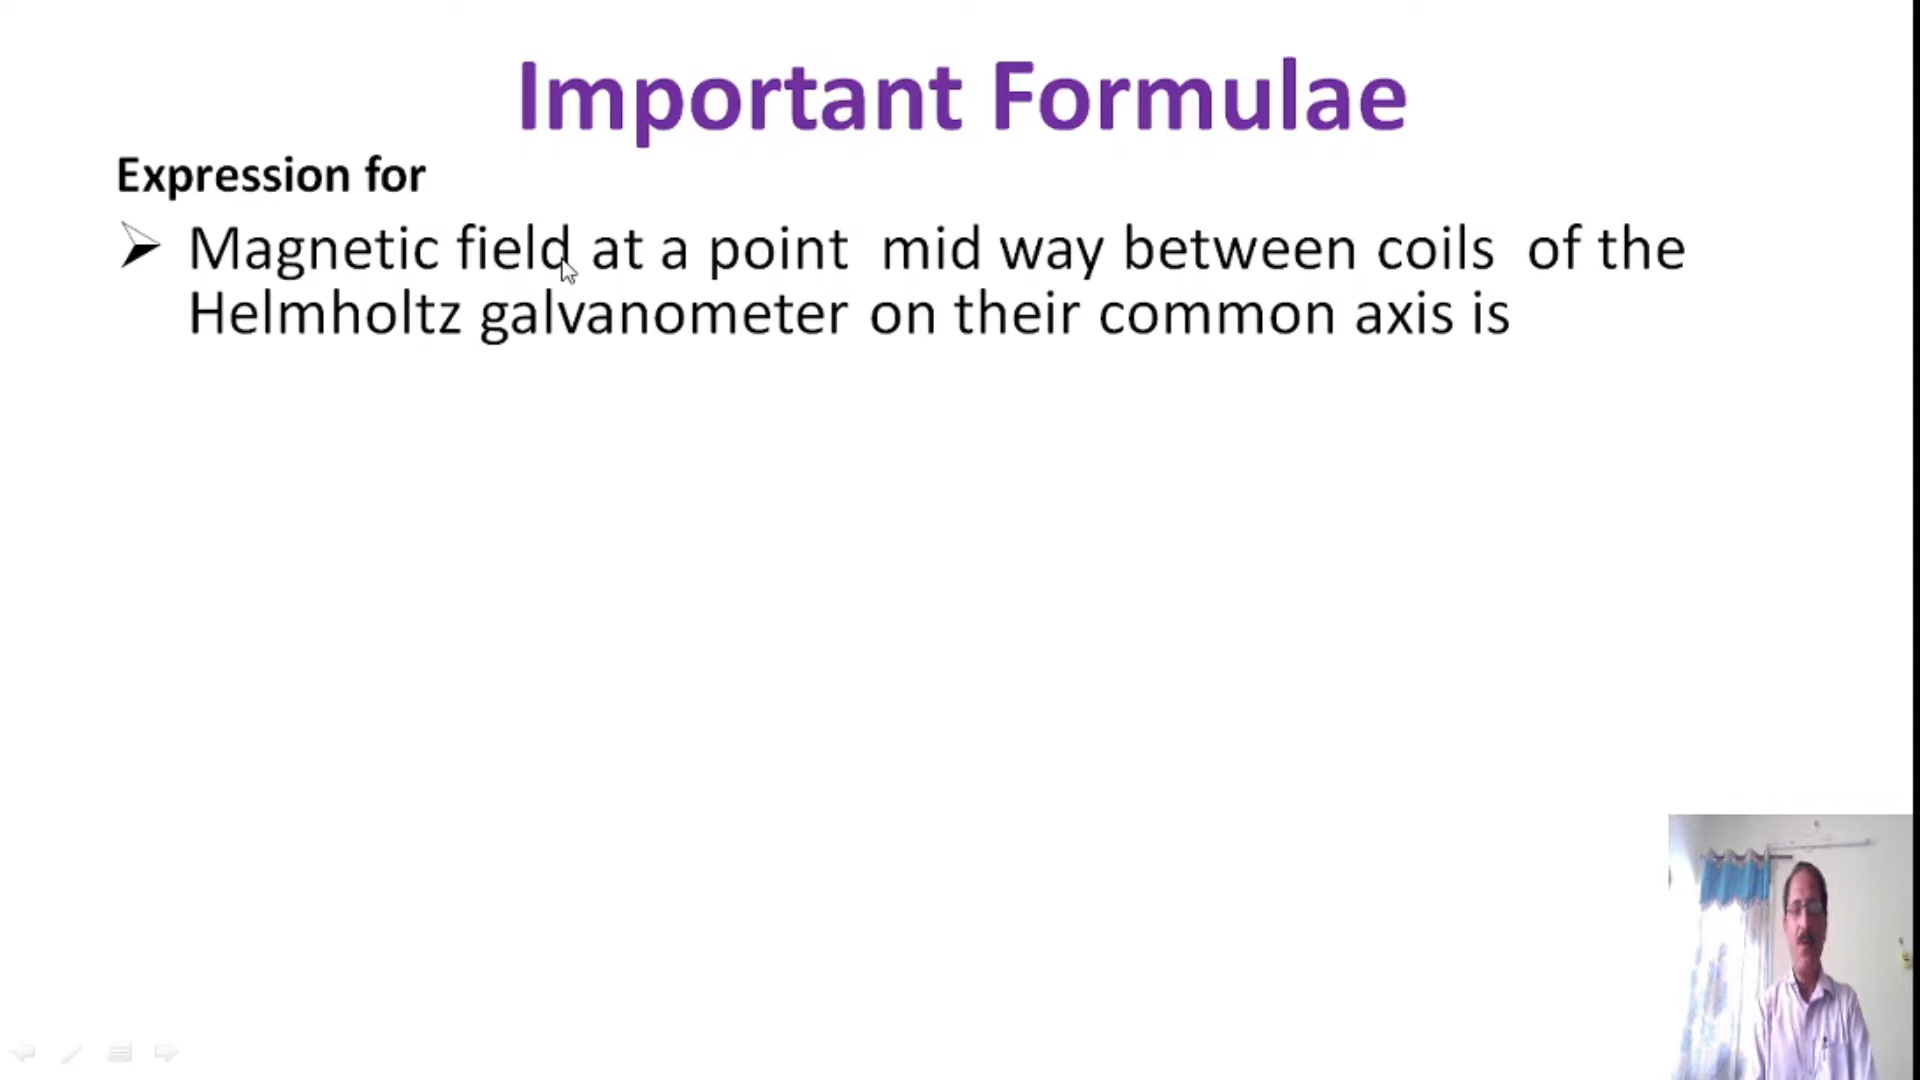 Important Formulae
Expression for
Magnetic field at a point mid way between coils of the
Helmholtz galvanometer on their common axis is